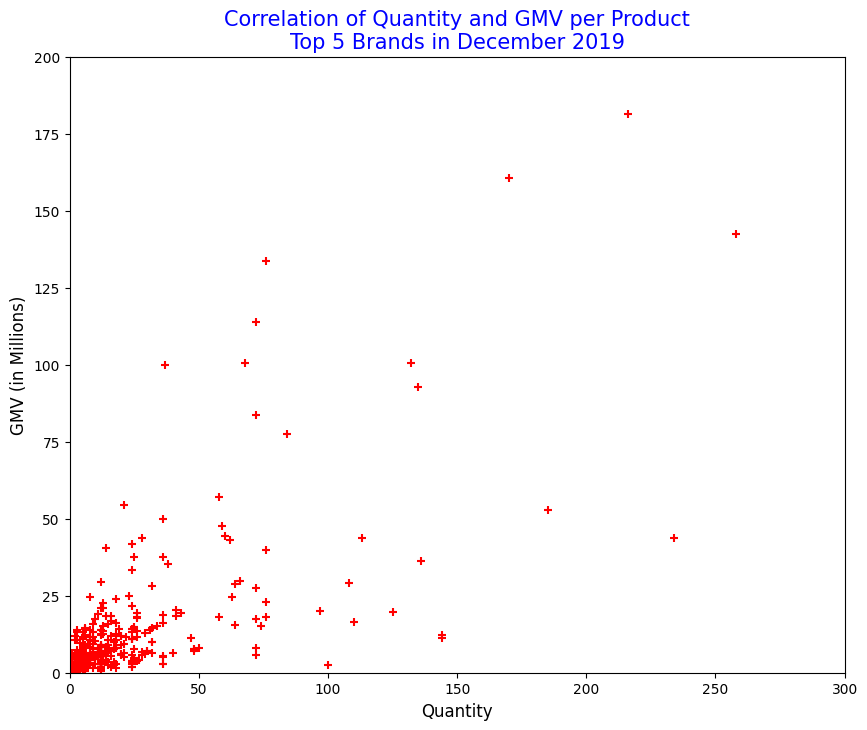 Correlation of Quantity and GMV per Product
Top 5 Brands in December 2019
200
175
150
125
100
75
50
25
0
GMV (in Millions)
0 50 100 150 200 250 300
Quantity